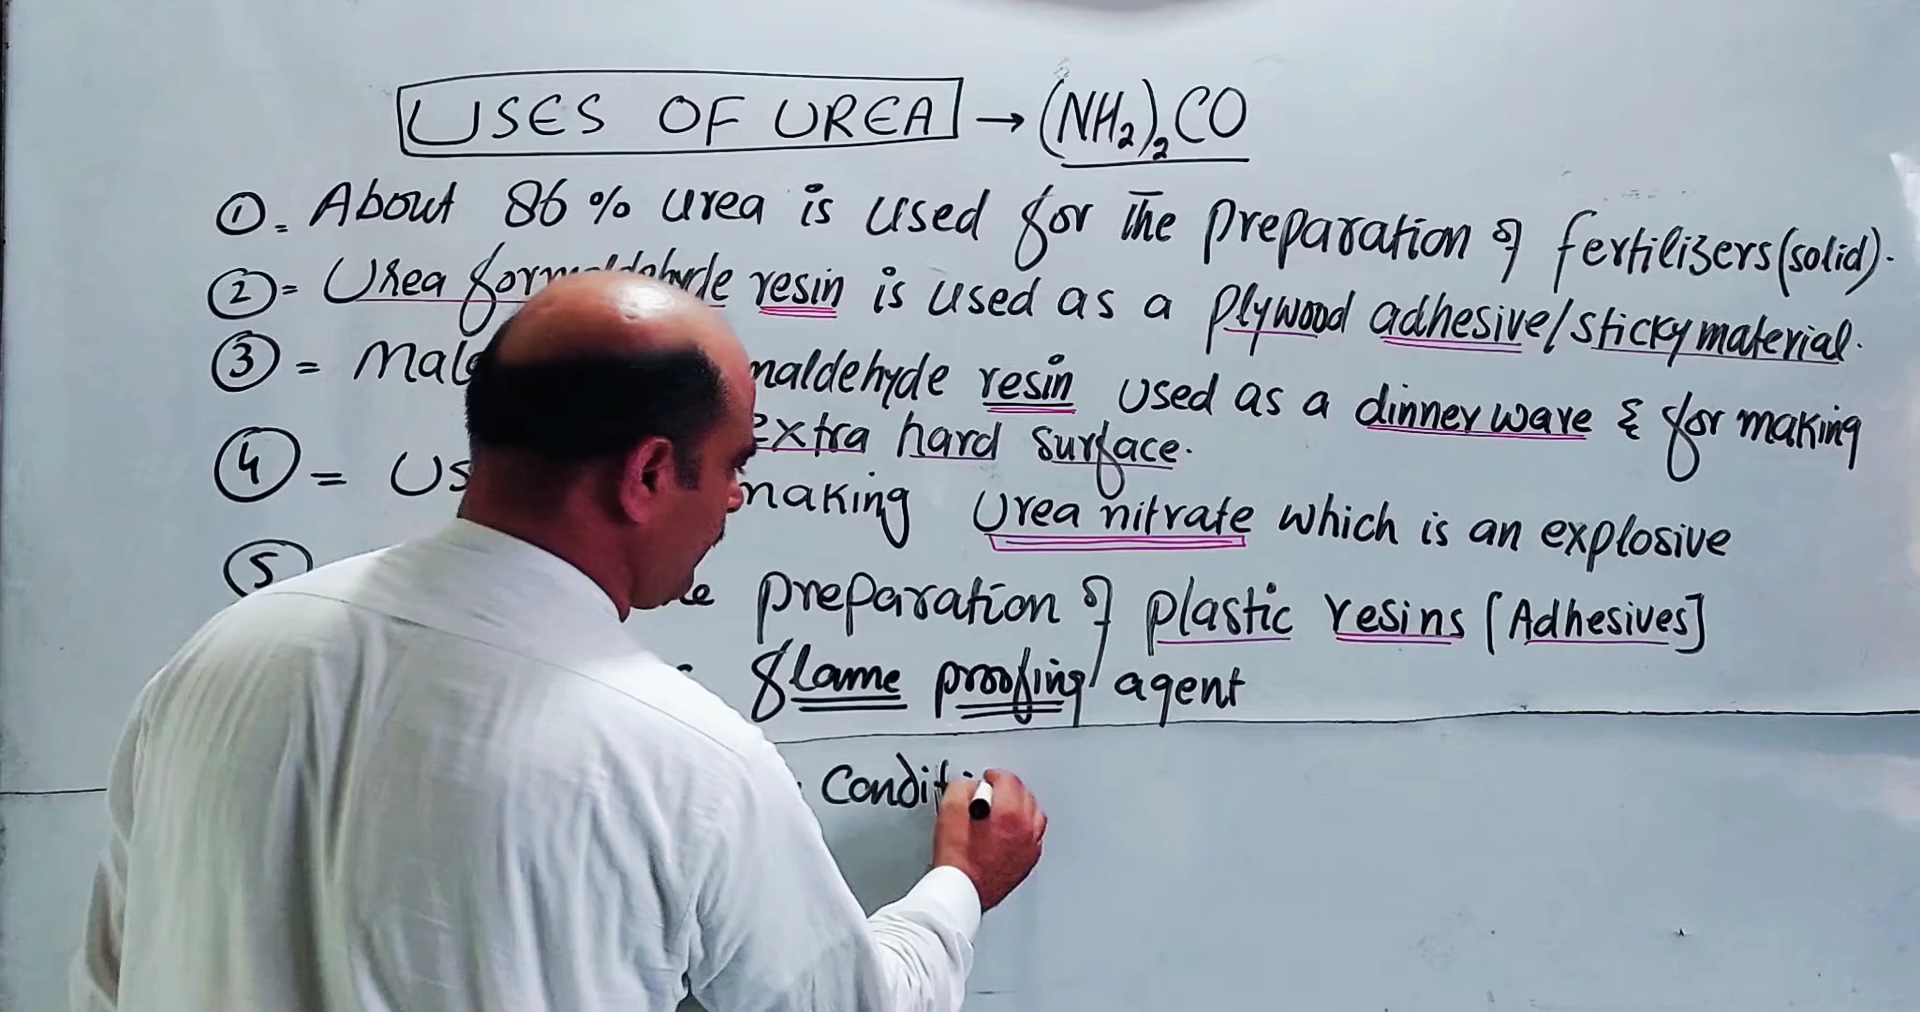 USES OF UREA → (NH₂)₂CO
①= About 86% urea is used for the preparation of fertilizers (solid).
②= Urea formaldehyde resin is used as a plywood adhesive/sticky material.
③= maldehyde resin used as a dinner ware & for making
extra hard surface.
④= making Urea nitrate which is an explosive
⑤ preparation of plastic resins [Adhesives]
flame proofing agent
Condit